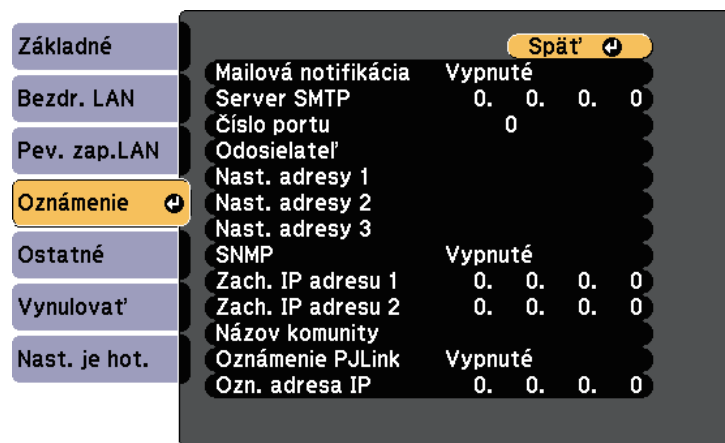 Základné
Bezdr. LAN
Pev. zap.LAN
Oznámenie
Ostatné
Vynulovať
Nast. je hot.
Späť
Mailová notifikácia Vypnuté
Server SMTP 0. 0. 0. 0
Číslo portu 0
Odosielateľ
Nast. adresy 1
Nast. adresy 2
Nast. adresy 3
SNMP Vypnuté
Zach. IP adresu 1 0. 0. 0. 0
Zach. IP adresu 2 0. 0. 0. 0
Názov komunity
Oznámenie PJLink Vypnuté
Ozn. adresa IP 0. 0. 0. 0